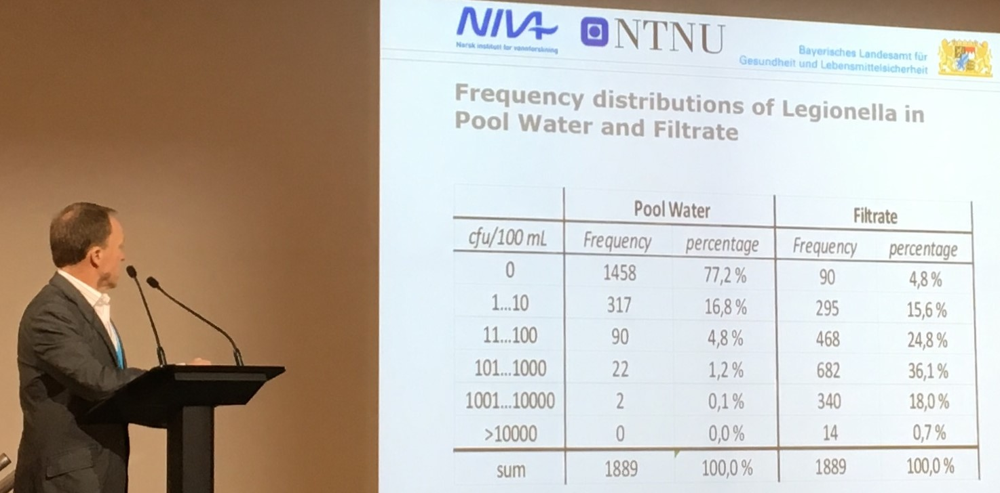 NIVA
Norsk institutt for vannforskning
NTNU
Bayerisches Landesamt für
Gesundheit und Lebensmittelsicherheit
Frequency distributions of Legionella in
Pool Water and Filtrate
Pool Water Filtrate
cfu/100 mL Frequency percentage Frequency percentage
0 1458 77,2 % 90 4,8 %
1...10 317 16,8 % 295 15,6 %
11...100 90 4,8 % 468 24,8 %
101...1000 22 1,2 % 682 36,1 %
1001...10000 2 0,1 % 340 18,0 %
>10000 0 0,0 % 14 0,7 %
sum 1889 100,0 % 1889 100,0 %